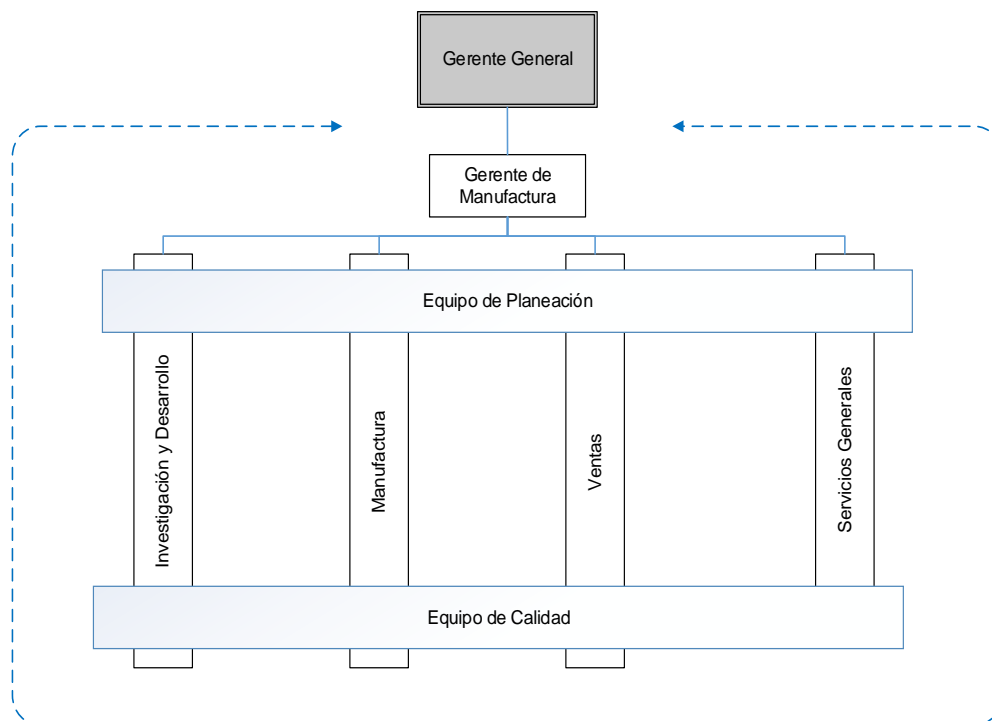 Gerente General
Gerente de
Manufactura
Equipo de Planeación
Investigación y Desarrollo
Manufactura
Ventas
Servicios Generales
Equipo de Calidad